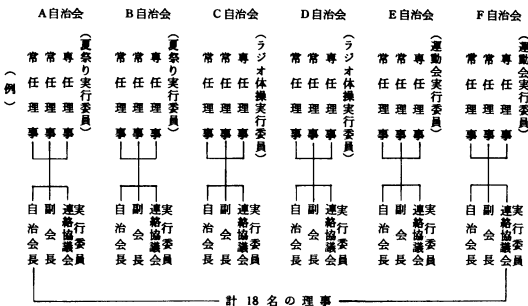 A自治会
B自治会
C自治会
D自治会
E自治会
F自治会
(例)
(夏祭り実行委員)
専任理事
常任理事
常任理事
(夏祭り実行委員)
専任理事
常任理事
常任理事
(ラジオ体操実行委員)
専任理事
常任理事
常任理事
(ラジオ体操実行委員)
専任理事
常任理事
常任理事
(運動会実行委員)
専任理事
常任理事
常任理事
(運動会実行委員)
専任理事
常任理事
常任理事
実行委員
連絡協議会
副会長
自治会長
実行委員
連絡協議会
副会長
自治会長
実行委員
連絡協議会
副会長
自治会長
実行委員
連絡協議会
副会長
自治会長
実行委員
連絡協議会
副会長
自治会長
実行委員
連絡協議会
副会長
自治会長
計18名の理事